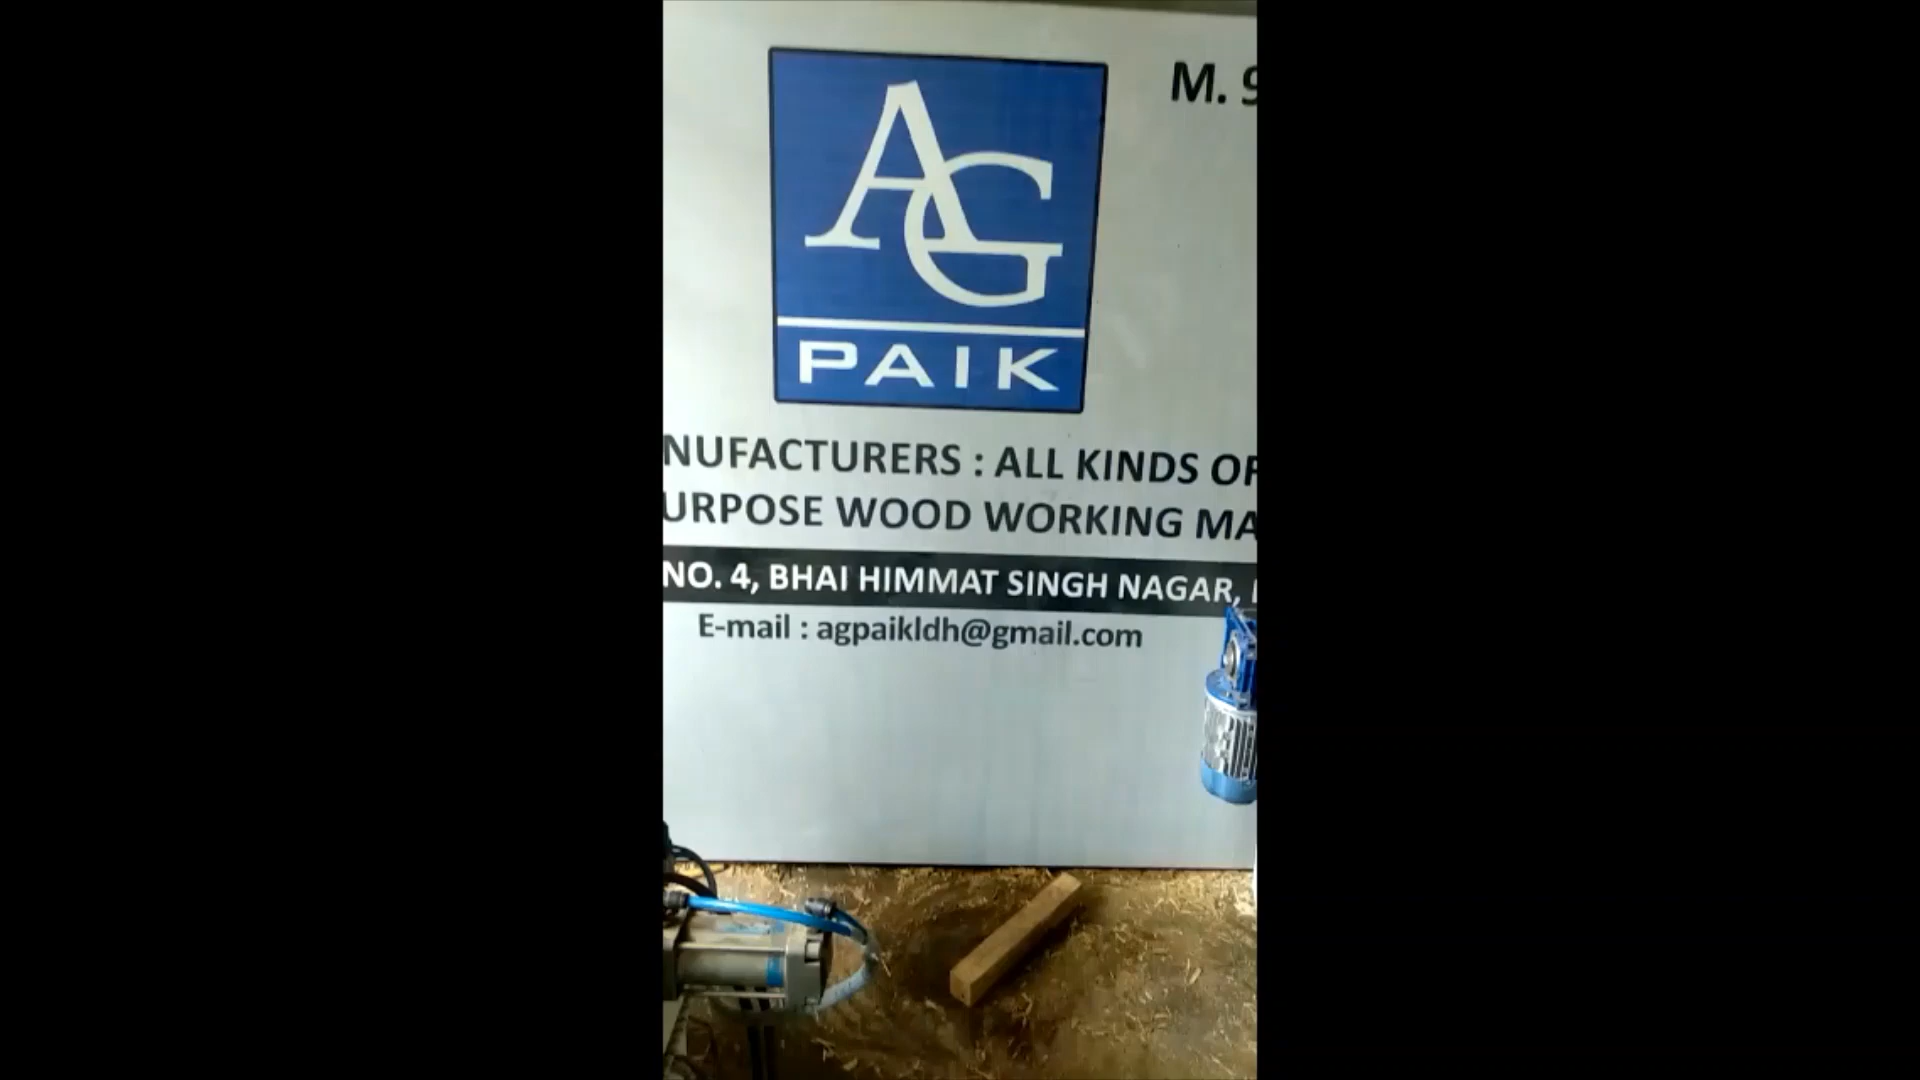 M. 9
AG
PAIK
NUFACTURERS : ALL KINDS OF
URPOSE WOOD WORKING MA
NO. 4, BHAI HIMMAT SINGH NAGAR,
E-mail : agpaikldh@gmail.com